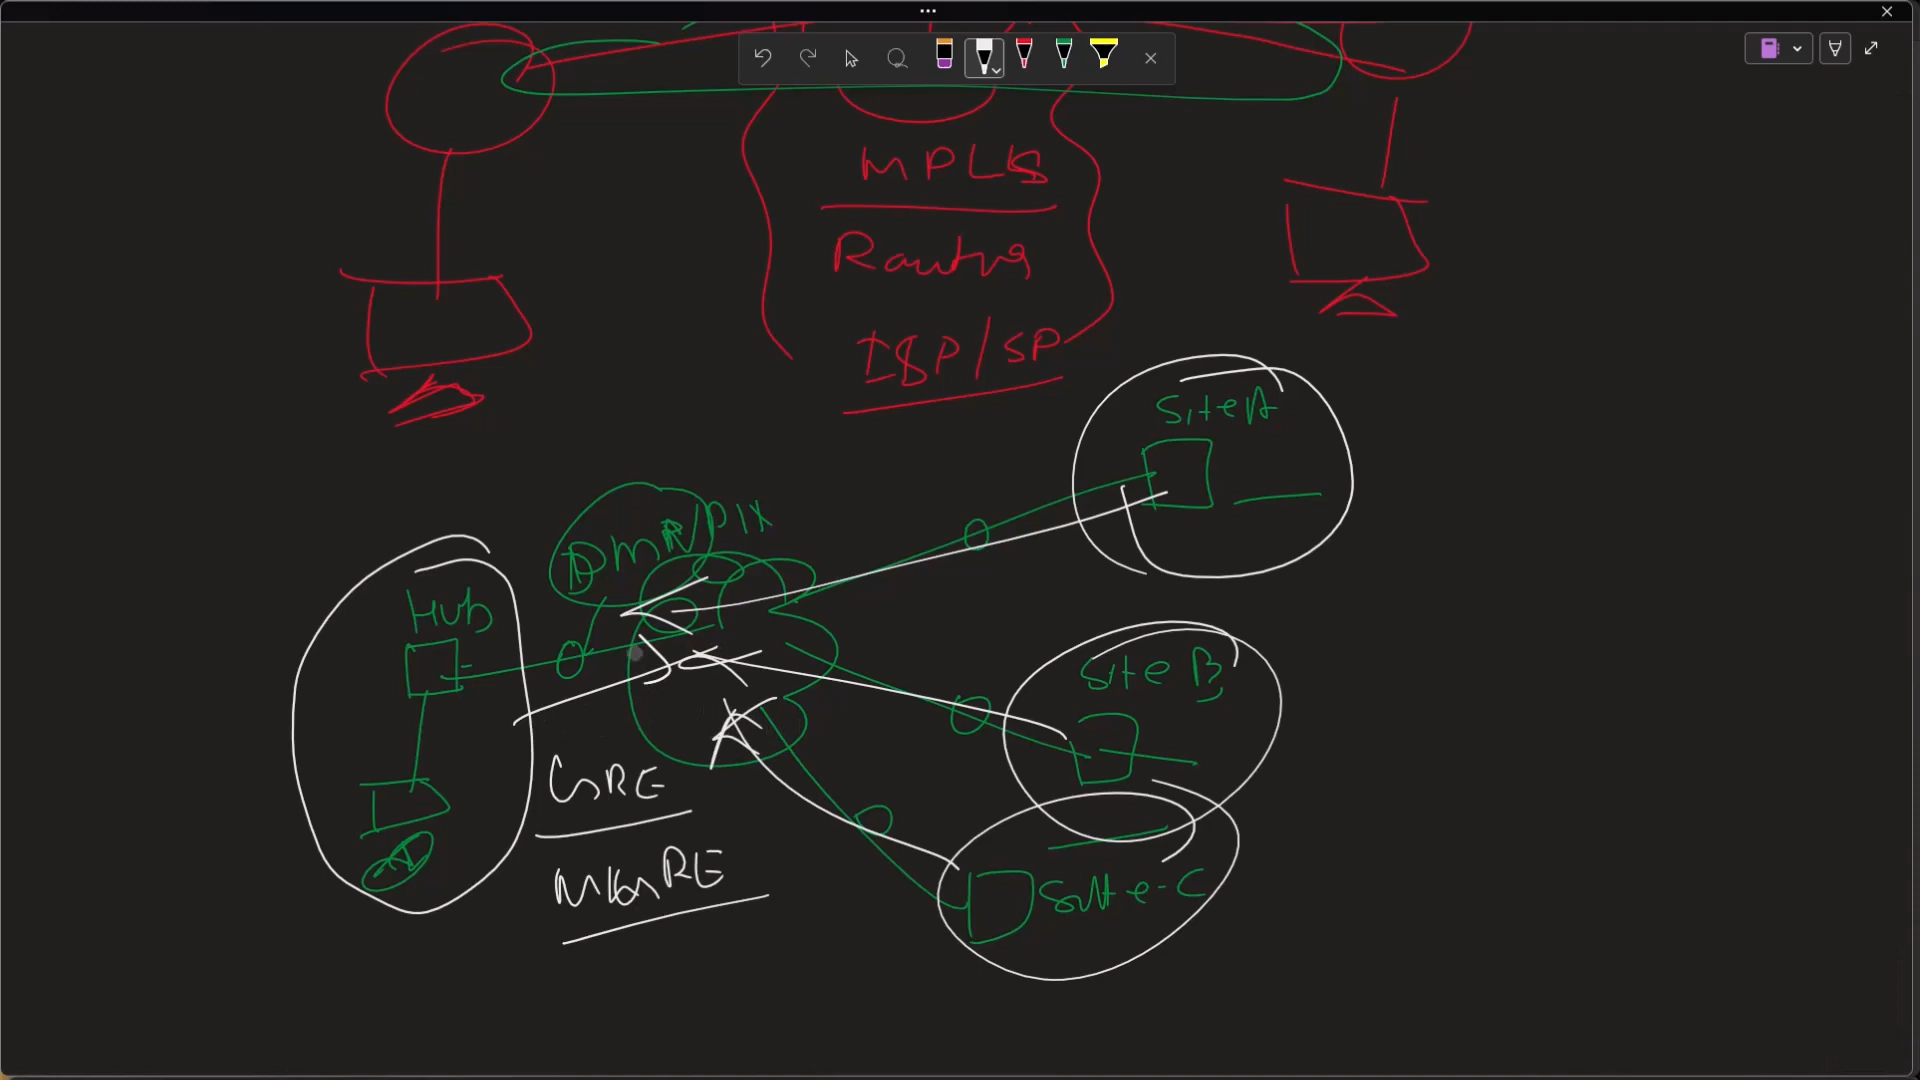 MPLS
Routing
ISP/SP
Site A
Hub
Site B
GRE
MGRE
Site-C